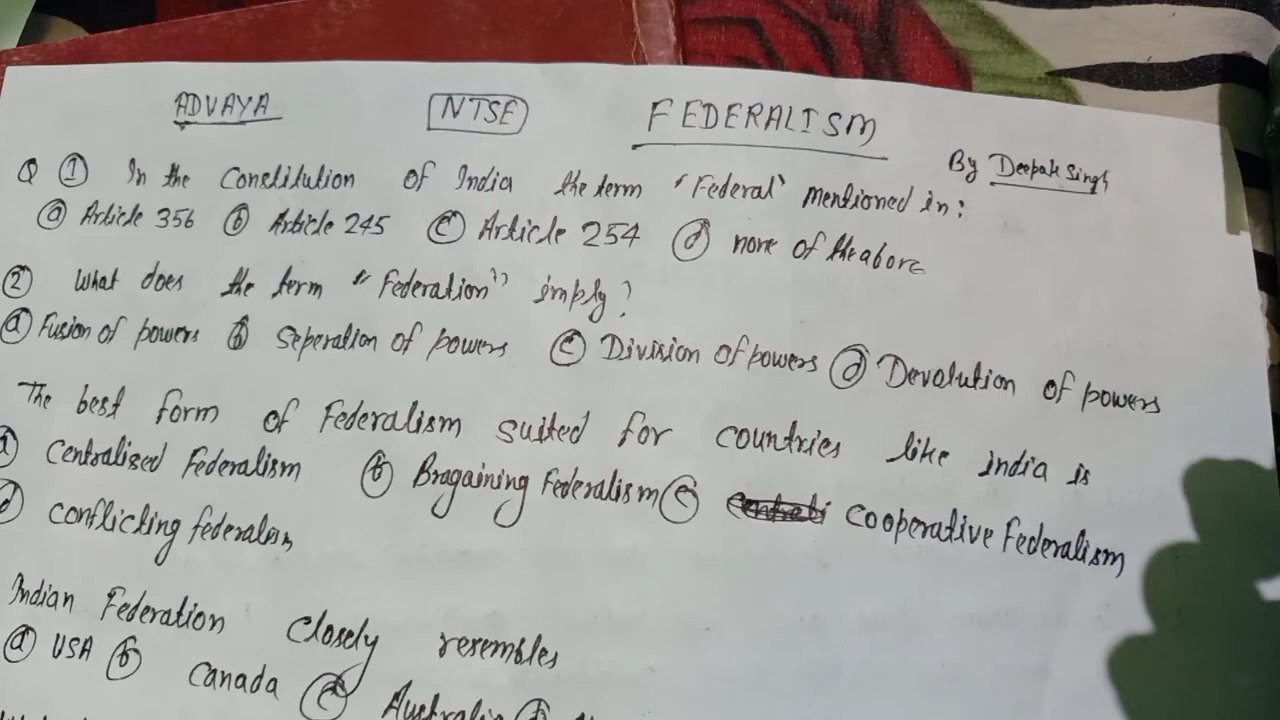 ADVAYA NTSE FEDERALISM
By Deepak Singh
Q ① In the Constitution of India the term "Federal" mentioned in:
ⓐ Article 356 ⓑ Article 245 ⓒ Article 254 ⓓ none of the above
② What does the term "Federation" imply?
ⓐ Fusion of powers ⓑ Seperation of powers ⓒ Division of powers ⓓ Devolution of powers
The best form of Federalism suited for countries like india is
ⓐ Centralised Federalism ⓑ Bragaining Federalism ⓒ Cooperative Federalism
ⓓ conflicting federalism
Indian Federation Closely resembles
ⓐ USA ⓑ Canada ⓒ Australia